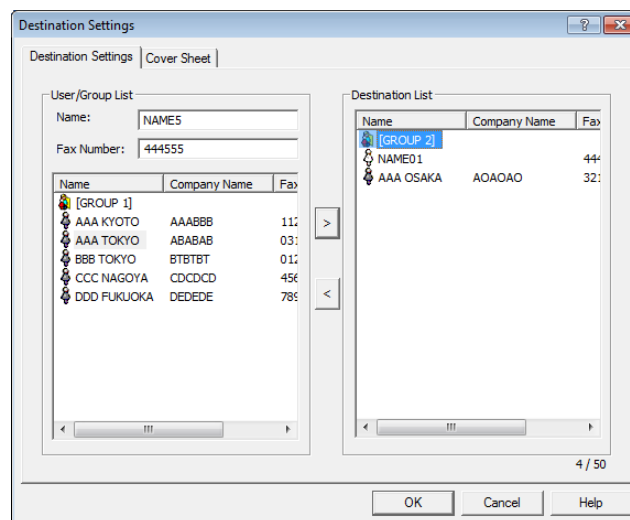 Destination Settings
Destination Settings Cover Sheet
User/Group List
Name: NAME5
Fax Number: 444555
Name Company Name Fax
[GROUP 1]
AAA KYOTO AAABBB 112
AAA TOKYO ABABAB 031
BBB TOKYO BTBTBT 012
CCC NAGOYA CDCDCD 456
DDD FUKUOKA DEDEDE 789
>
<
Destination List
Name Company Name Fax
[GROUP 2]
NAME01 444
AAA OSAKA AOAOAO 321
4 / 50
OK Cancel Help